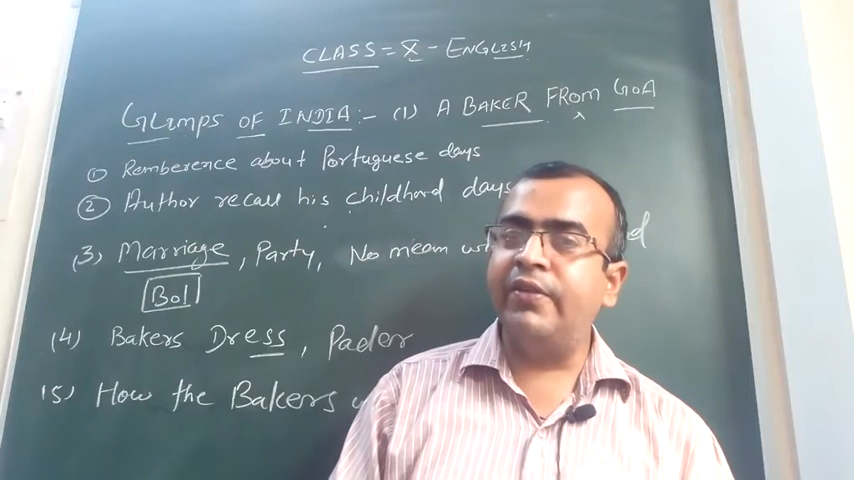 CLASS = X - ENGLISH
GLIMPS OF INDIA :- (1) A BAKER FROM GOA
① Remberence about Portuguese days
② Author recall his childhard days
(3) Marriage, Party, No meam
Bol
(4) Bakers Dress, Pader
(5) How the Bakers